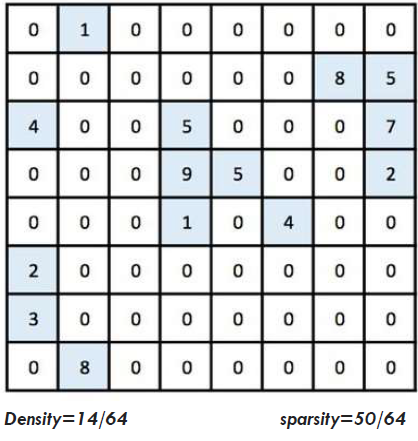 0 1 0 0 0 0 0 0
0 0 0 0 0 0 8 5
4 0 0 5 0 0 0 7
0 0 0 9 5 0 0 2
0 0 0 1 0 4 0 0
2 0 0 0 0 0 0 0
3 0 0 0 0 0 0 0
0 8 0 0 0 0 0 0
Density=14/64 sparsity=50/64